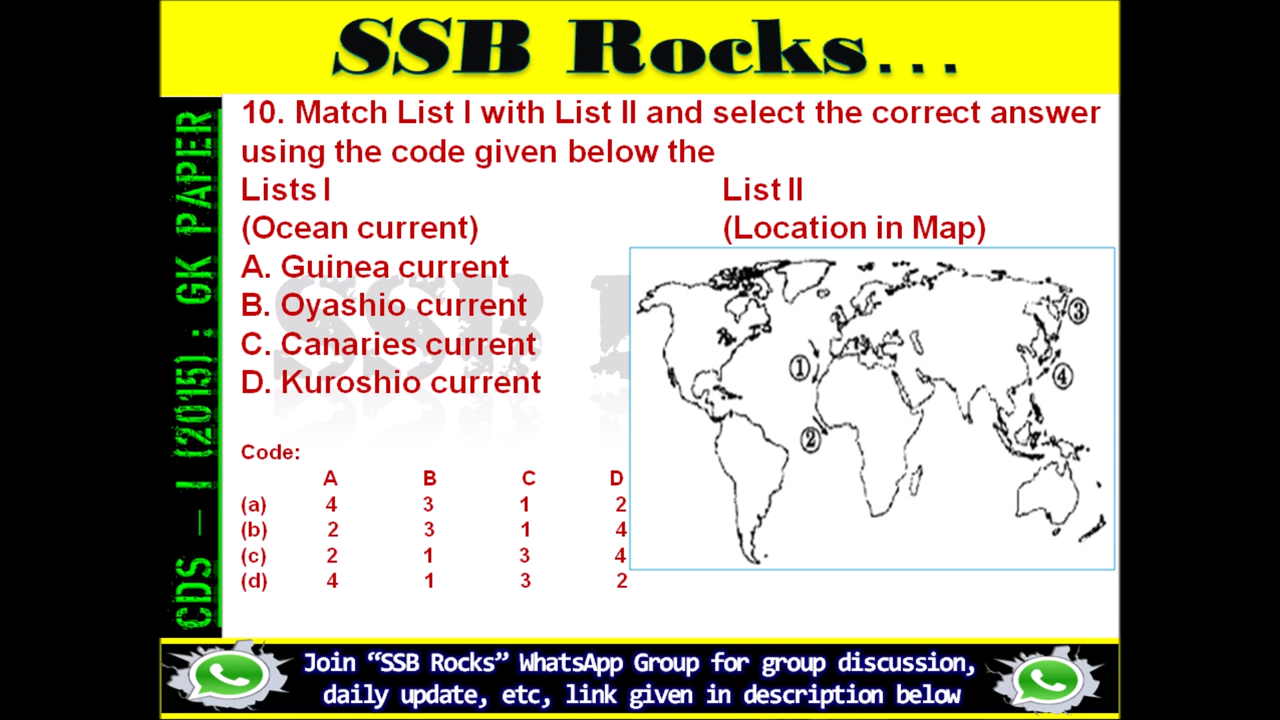 SSB Rocks...
CDS – I (2015) : GK PAPER
10. Match List I with List II and select the correct answer
using the code given below the
Lists I List II
(Ocean current) (Location in Map)
A. Guinea current
B. Oyashio current
C. Canaries current
D. Kuroshio current
3
1
4
2
Code:
A B C D
(a) 4 3 1 2
(b) 2 3 1 4
(c) 2 1 3 4
(d) 4 1 3 2
Join “SSB Rocks” WhatsApp Group for group discussion,
daily update, etc, link given in description below